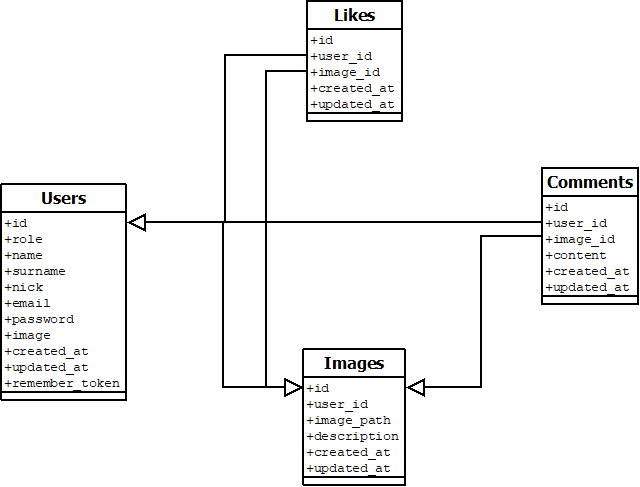 Likes
+id
+user_id
+image_id
+created_at
+updated_at
Comments
+id
+user_id
+image_id
+content
+created_at
+updated_at
Users
+id
+role
+name
+surname
+nick
+email
+password
+image
+created_at
+updated_at
+remember_token
Images
+id
+user_id
+image_path
+description
+created_at
+updated_at